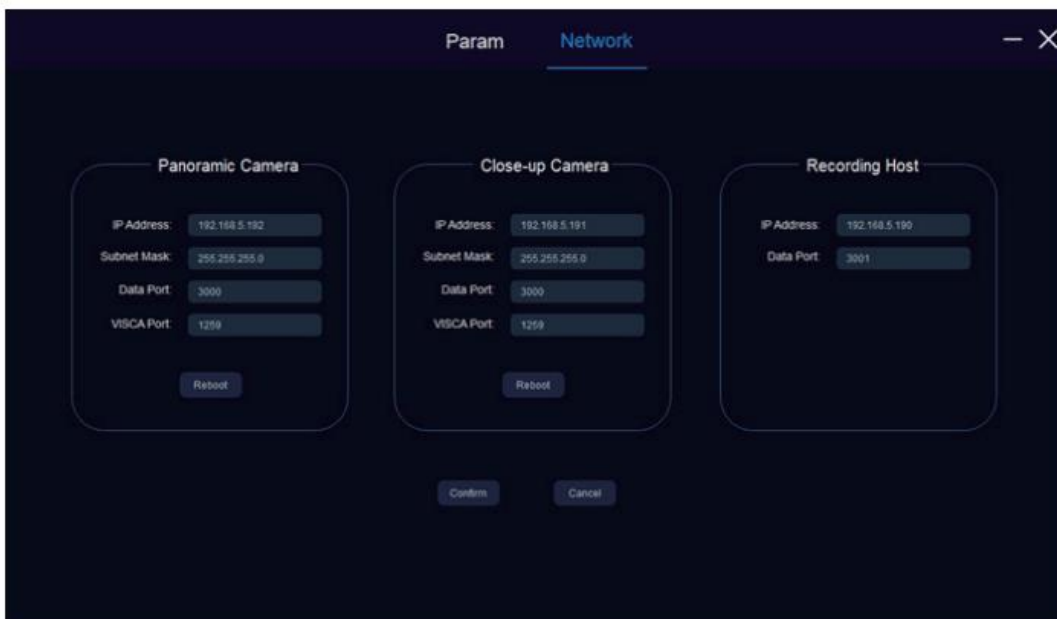 Param Network
Panoramic Camera
IP Address: 192.168.5.192
Subnet Mask: 255.255.255.0
Data Port: 3000
VISCA Port: 1259
Reboot
Close-up Camera
IP Address: 192.168.5.191
Subnet Mask: 255.255.255.0
Data Port: 3000
VISCA Port: 1259
Reboot
Recording Host
IP Address: 192.168.5.190
Data Port: 3001
Confirm Cancel